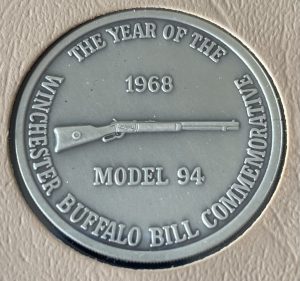 THE YEAR OF THE
1968
MODEL 94
WINCHESTER BUFFALO BILL COMMEMORATIVE